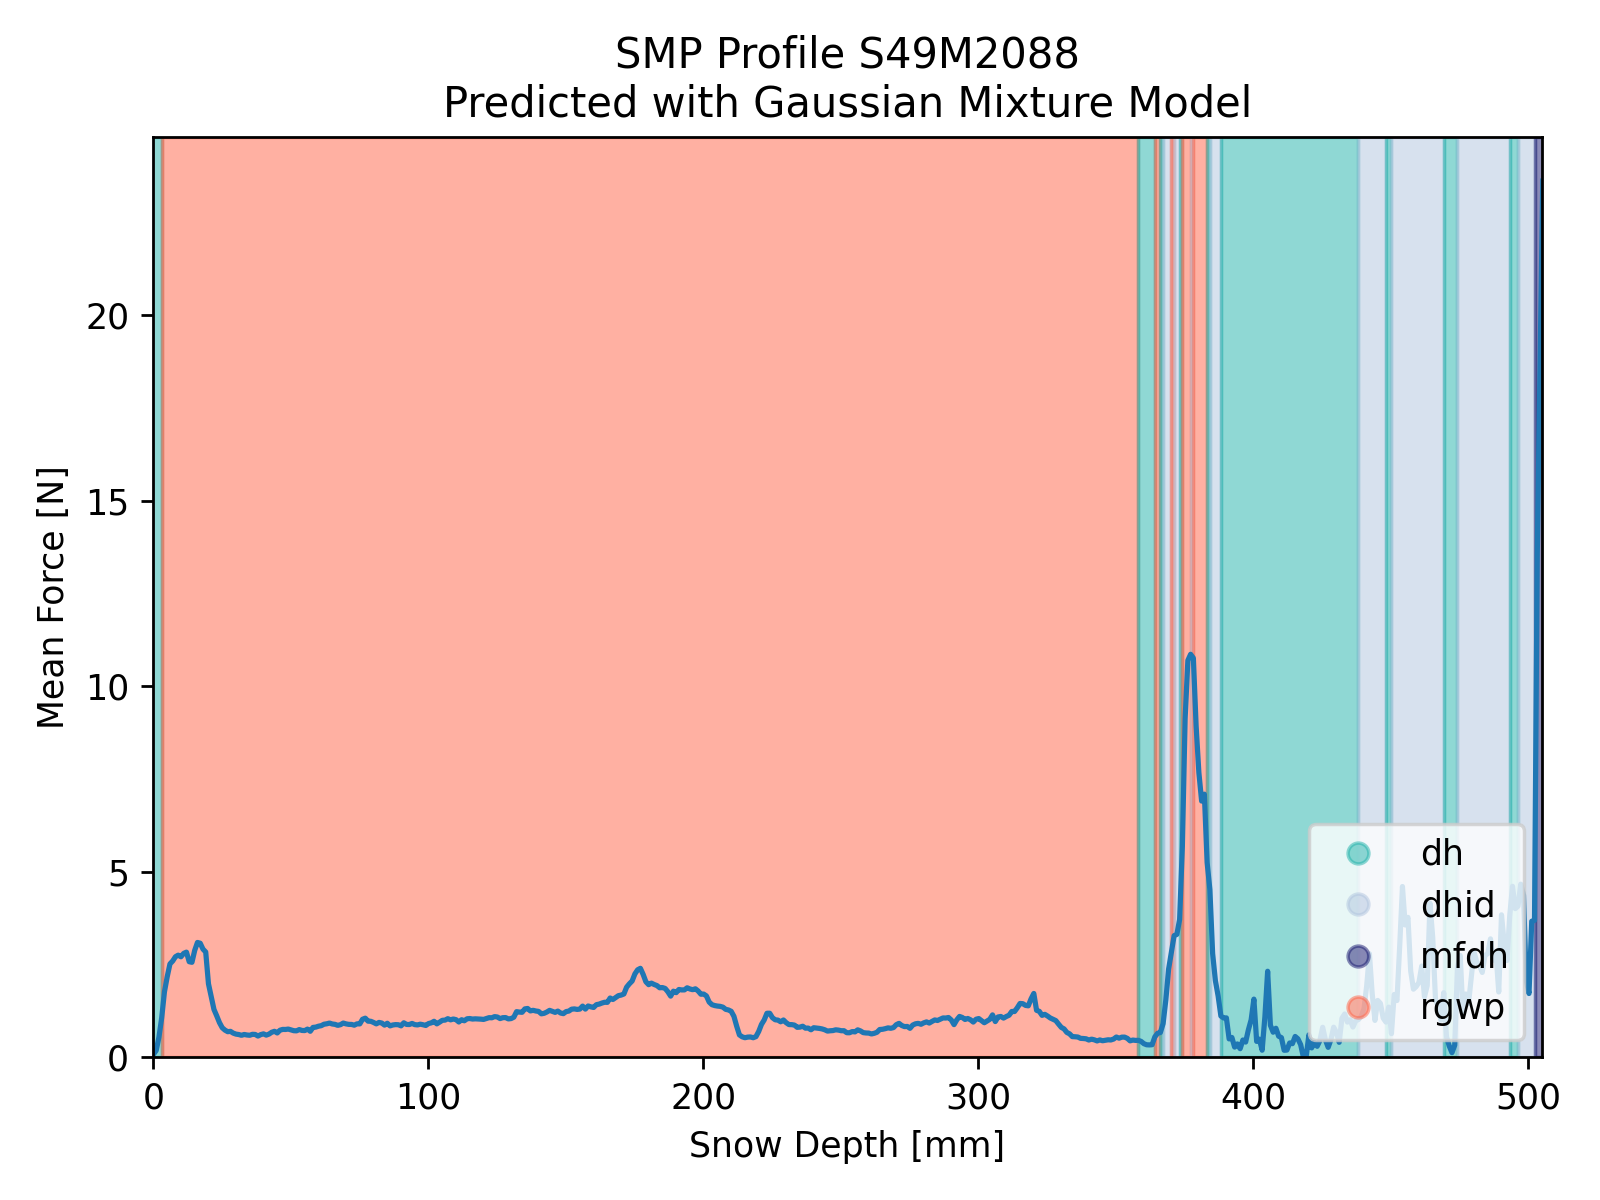 SMP Profile S49M2088
Predicted with Gaussian Mixture Model
20
15
10
5
0
Mean Force [N]
dh
dhid
mfdh
rgwp
0 100 200 300 400 500
Snow Depth [mm]